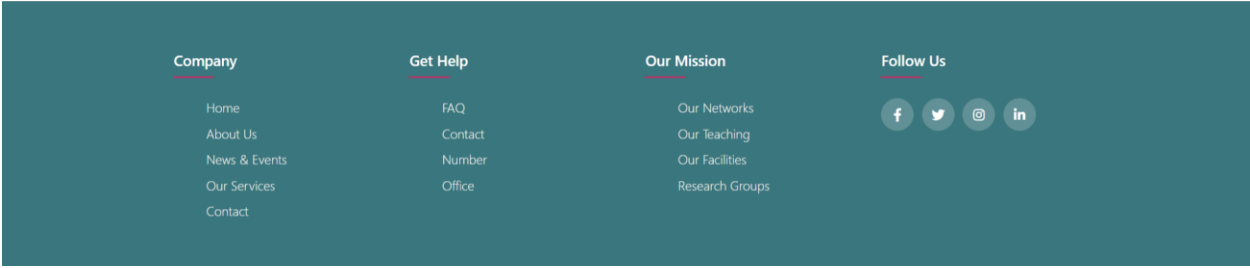 Company
Home
About Us
News & Events
Our Services
Contact
Get Help
FAQ
Contact
Number
Office
Our Mission
Our Networks
Our Teaching
Our Facilities
Research Groups
Follow Us